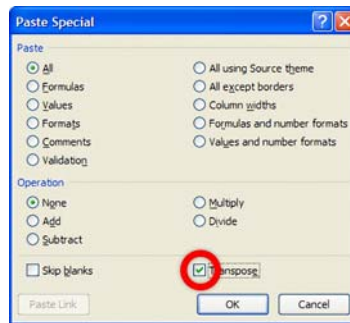 Paste Special
Paste
All
All using Source theme
Formulas
All except borders
Values
Column widths
Formats
Formulas and number formats
Comments
Values and number formats
Validation
Operation
None
Multiply
Add
Divide
Subtract
Skip blanks
Transpose
Paste Link
OK
Cancel